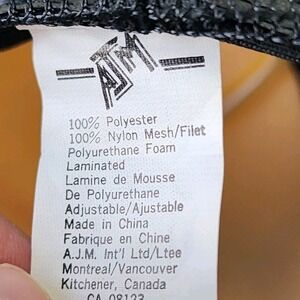 AJM
100% Polyester
100% Nylon Mesh/Filet
Polyurethane Foam
Laminated
Lamine de Mousse
De Polyurethane
Adjustable/Ajustable
Made in China
Fabrique en Chine
A.J.M. Int'l Ltd/Ltee
Montreal/Vancouver
Kitchener, Canada
CA 08123